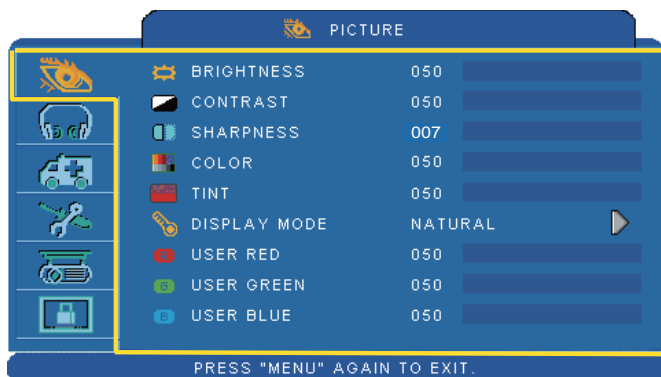 PICTURE
BRIGHTNESS 050
CONTRAST 050
SHARPNESS 007
COLOR 050
TINT 050
DISPLAY MODE NATURAL
R USER RED 050
G USER GREEN 050
B USER BLUE 050
PRESS "MENU" AGAIN TO EXIT.